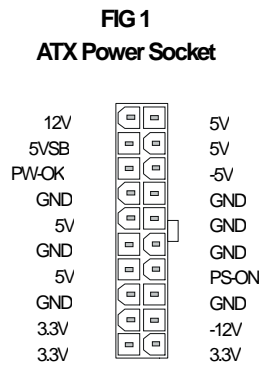 FIG 1
ATX Power Socket
12V 5V
5VSB 5V
PW-OK -5V
GND GND
5V GND
GND GND
5V PS-ON
GND GND
3.3V -12V
3.3V 3.3V